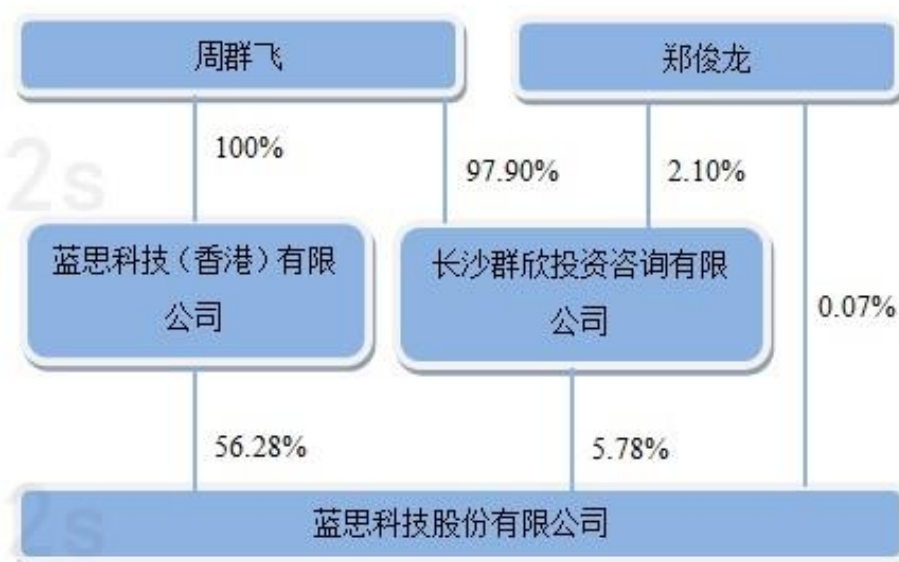 周群飞
郑俊龙
100%
97.90%
2.10%
2s
蓝思科技（香港）有限
公司
长沙群欣投资咨询有限
公司
0.07%
56.28%
5.78%
2s
蓝思科技股份有限公司